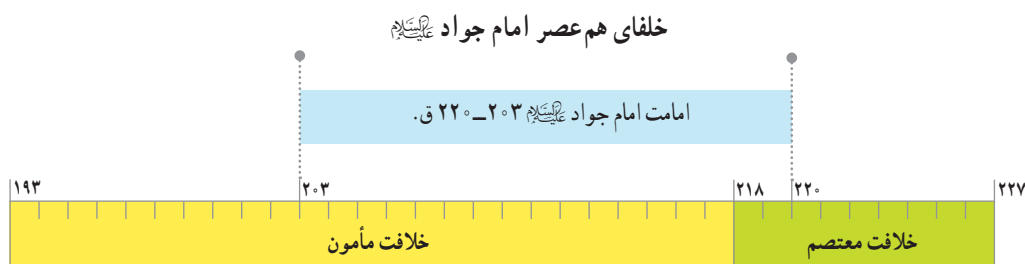 خلفای هم‌عصر امام جواد علیه‌السلام
امامت امام جواد علیه‌السلام ۲۰۳ــ۲۲۰ ق.
۱۹۳
۲۰۳
۲۱۸
۲۲۰
۲۲۷
خلافت مأمون
خلافت معتصم